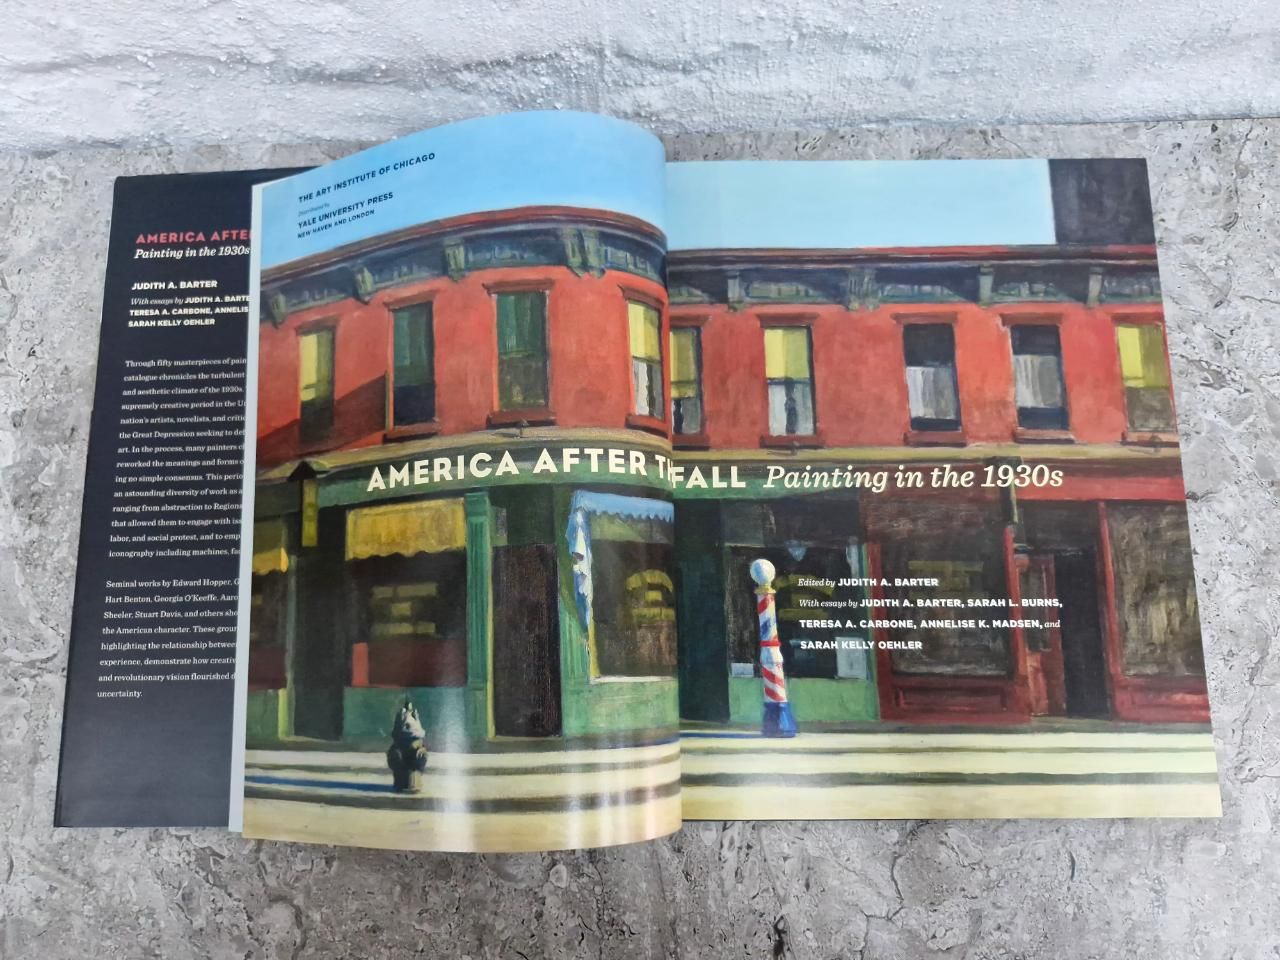 AMERICA AFTE
Painting in the 1930s
JUDITH A. BARTER
With essays by JUDITH A. BARTE
TERESA A. CARBONE, ANNELIS
SARAH KELLY OEHLER
Through fifty masterpieces of pain
catalogue chronicles the turbulent
and aesthetic climate of the 1930s.
supremely creative period in the Un
nation's artists, novelists, and critic
the Great Depression seeking to def
art. In the process, many painters
reworked the meanings and forms o
ing no simple consensus. This perio
an astounding diversity of work as a
ranging from abstraction to Regiona
that allowed them to engage with iss
labor, and social protest, and to emp
iconography including machines, fa
Seminal works by Edward Hopper, G
Hart Benton, Georgia O'Keeffe, Aaro
Sheeler, Stuart Davis, and others sho
the American character. These grou
highlighting the relationship betwee
experience, demonstrate how creativ
and revolutionary vision flourished d
uncertainty.
THE ART INSTITUTE OF CHICAGO
Distributed by
YALE UNIVERSITY PRESS
NEW HAVEN AND LONDON
AMERICA AFTER TH FALL Painting in the 1930s
Edited by JUDITH A. BARTER
With essays by JUDITH A. BARTER, SARAH L. BURNS,
TERESA A. CARBONE, ANNELISE K. MADSEN, and
SARAH KELLY OEHLER